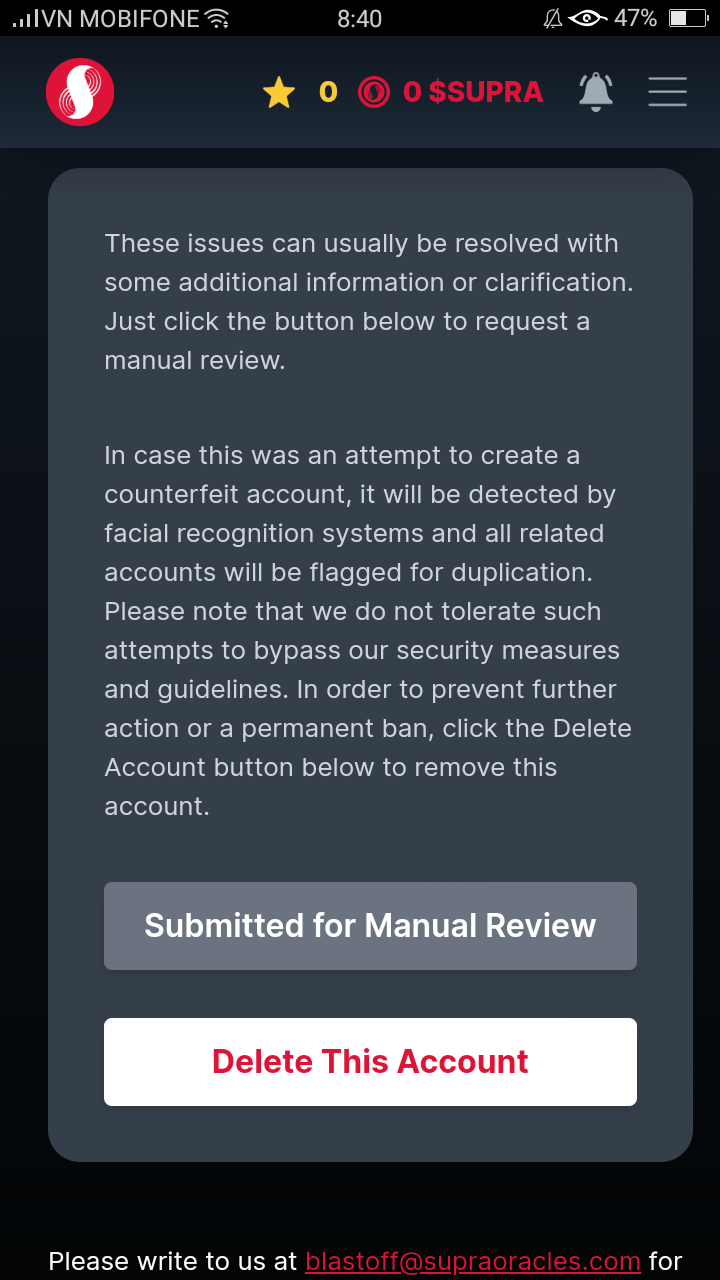 VN MOBIFONE 8:40 47%
0 0 $SUPRA
These issues can usually be resolved with
some additional information or clarification.
Just click the button below to request a
manual review.
In case this was an attempt to create a
counterfeit account, it will be detected by
facial recognition systems and all related
accounts will be flagged for duplication.
Please note that we do not tolerate such
attempts to bypass our security measures
and guidelines. In order to prevent further
action or a permanent ban, click the Delete
Account button below to remove this
account.
Submitted for Manual Review
Delete This Account
Please write to us at blastoff@supraoracles.com for